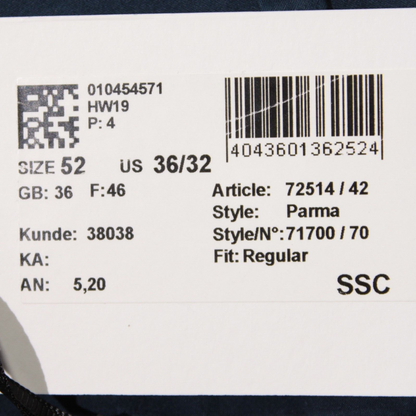 010454571
HW19
P: 4
4043601362524
SIZE 52 US 36/32
GB: 36 F:46
Article: 72514 / 42
Style: Parma
Kunde: 38038
Style/N°:71700 / 70
KA:
Fit: Regular
AN: 5,20
SSC